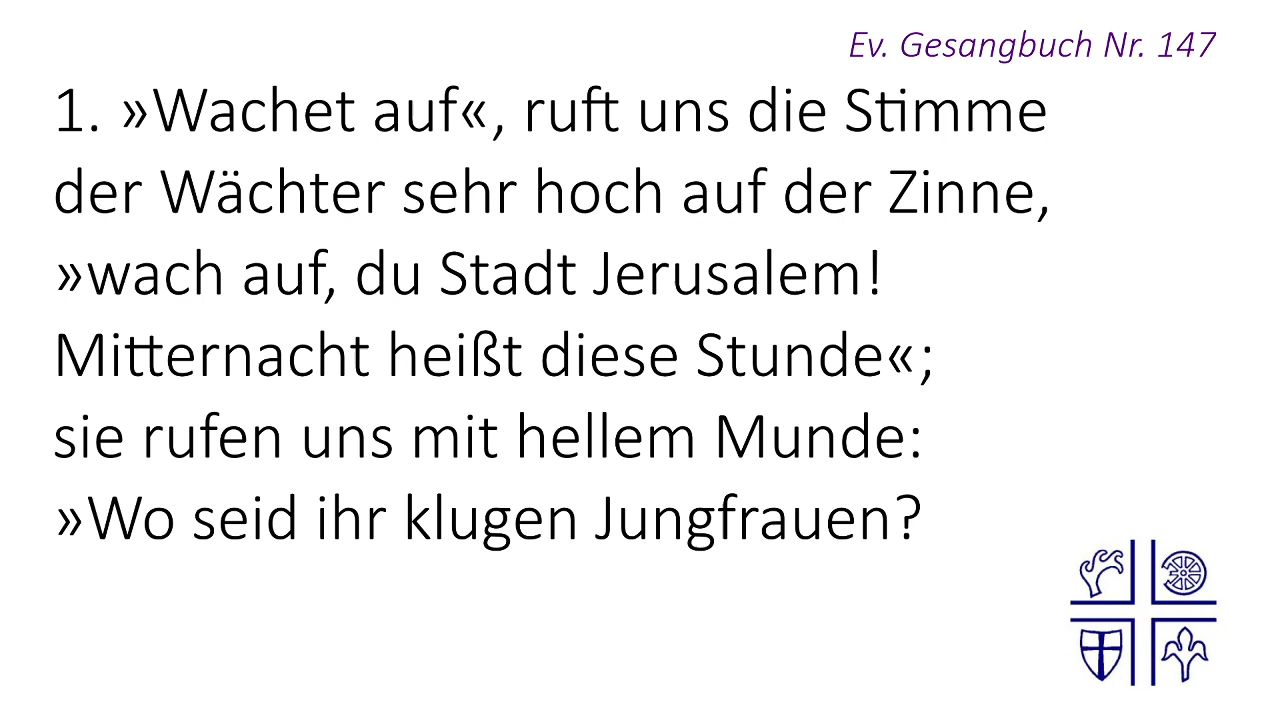 Ev. Gesangbuch Nr. 147
1. »Wachet auf«, ruft uns die Stimme
der Wächter sehr hoch auf der Zinne,
»wach auf, du Stadt Jerusalem!
Mitternacht heißt diese Stunde«;
sie rufen uns mit hellem Munde:
»Wo seid ihr klugen Jungfrauen?